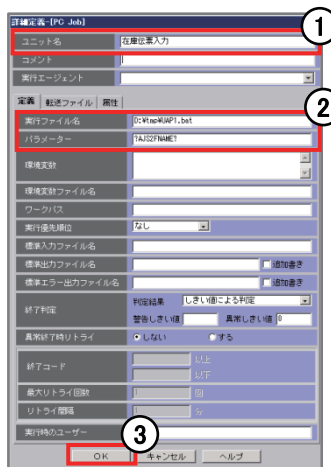 詳細定義-[PC Job]
①
ユニット名 在庫伝票入力
コメント
実行エージェント
定義 転送ファイル 属性
②
実行ファイル名 D:¥tmp¥UAP1.bat
パラメーター ?AJS2FNAME?
環境変数
環境変数ファイル名
ワークパス
実行優先順位 なし
標準入力ファイル名
標準出力ファイル名 追加書き
標準エラー出力ファイル名 追加書き
終了判定 判定結果 しきい値による判定
警告しきい値 異常しきい値 0
異常終了時リトライ しない する
終了コード 以上
以下
最大リトライ回数 1 回
リトライ間隔 1 分
実行時のユーザー
③
OK キャンセル ヘルプ